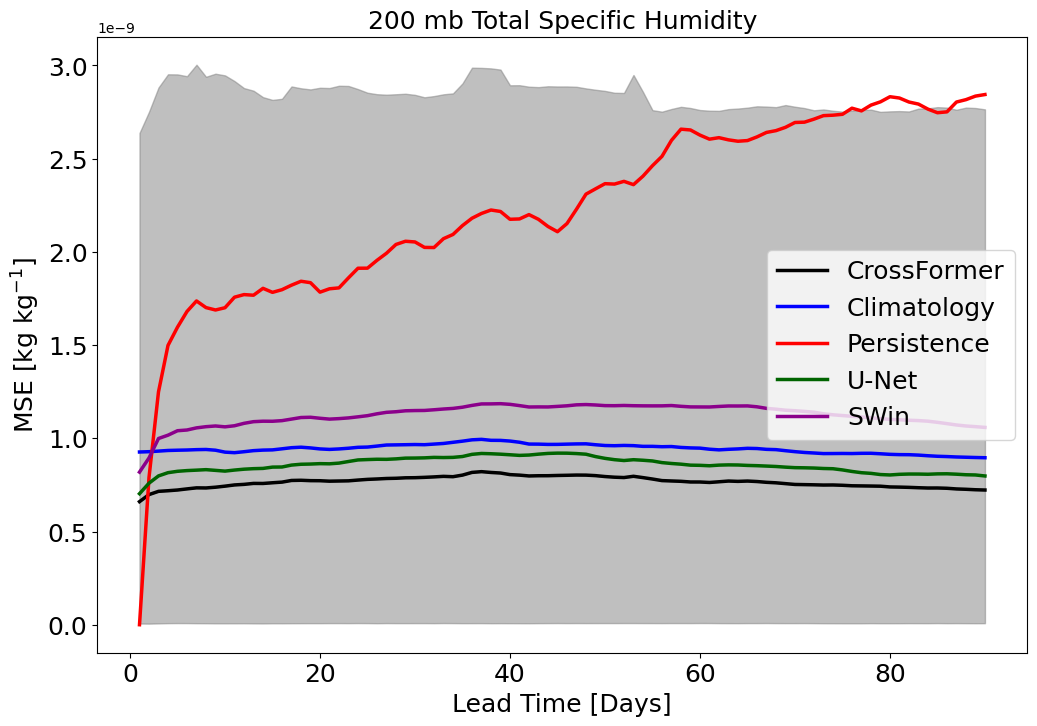 200 mb Total Specific Humidity
1e−9
3.0
2.5
2.0
1.5
1.0
0.5
0.0
MSE [kg kg⁻¹]
CrossFormer
Climatology
Persistence
U-Net
SWin
0 20 40 60 80
Lead Time [Days]